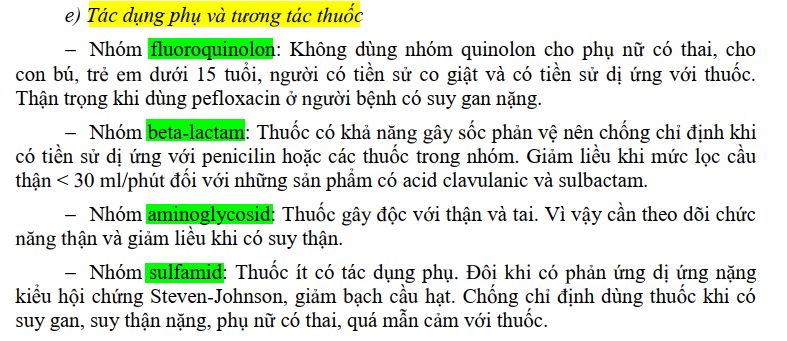 e) Tác dụng phụ và tương tác thuốc
– Nhóm fluoroquinolon: Không dùng nhóm quinolon cho phụ nữ có thai, cho
con bú, trẻ em dưới 15 tuổi, người có tiền sử co giật và có tiền sử dị ứng với thuốc.
Thận trọng khi dùng pefloxacin ở người bệnh có suy gan nặng.
– Nhóm beta-lactam: Thuốc có khả năng gây sốc phản vệ nên chống chỉ định khi
có tiền sử dị ứng với penicilin hoặc các thuốc trong nhóm. Giảm liều khi mức lọc cầu
thận < 30 ml/phút đối với những sản phẩm có acid clavulanic và sulbactam.
– Nhóm aminoglycosid: Thuốc gây độc với thận và tai. Vì vậy cần theo dõi chức
năng thận và giảm liều khi có suy thận.
– Nhóm sulfamid: Thuốc ít có tác dụng phụ. Đôi khi có phản ứng dị ứng nặng
kiểu hội chứng Steven-Johnson, giảm bạch cầu hạt. Chống chỉ định dùng thuốc khi có
suy gan, suy thận nặng, phụ nữ có thai, quá mẫn cảm với thuốc.